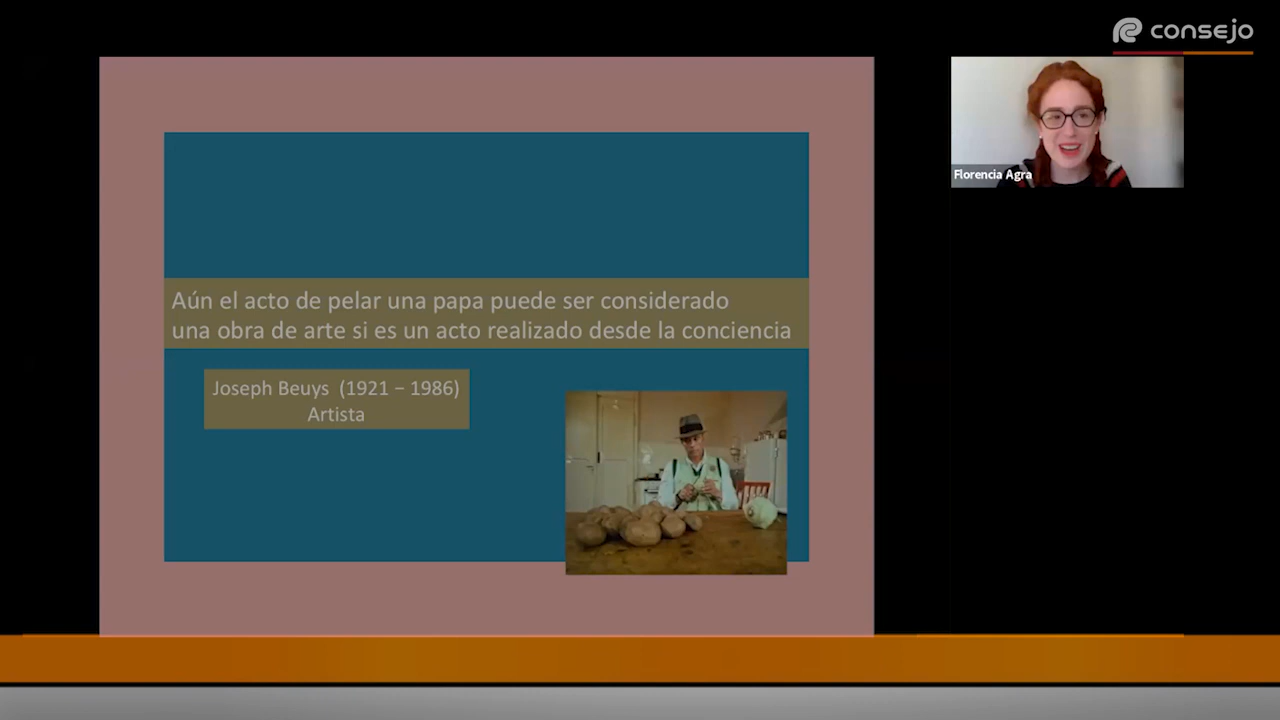 consejo
Aún el acto de pelar una papa puede ser considerado
una obra de arte si es un acto realizado desde la conciencia
Joseph Beuys (1921 – 1986)
Artista
Florencia Agra